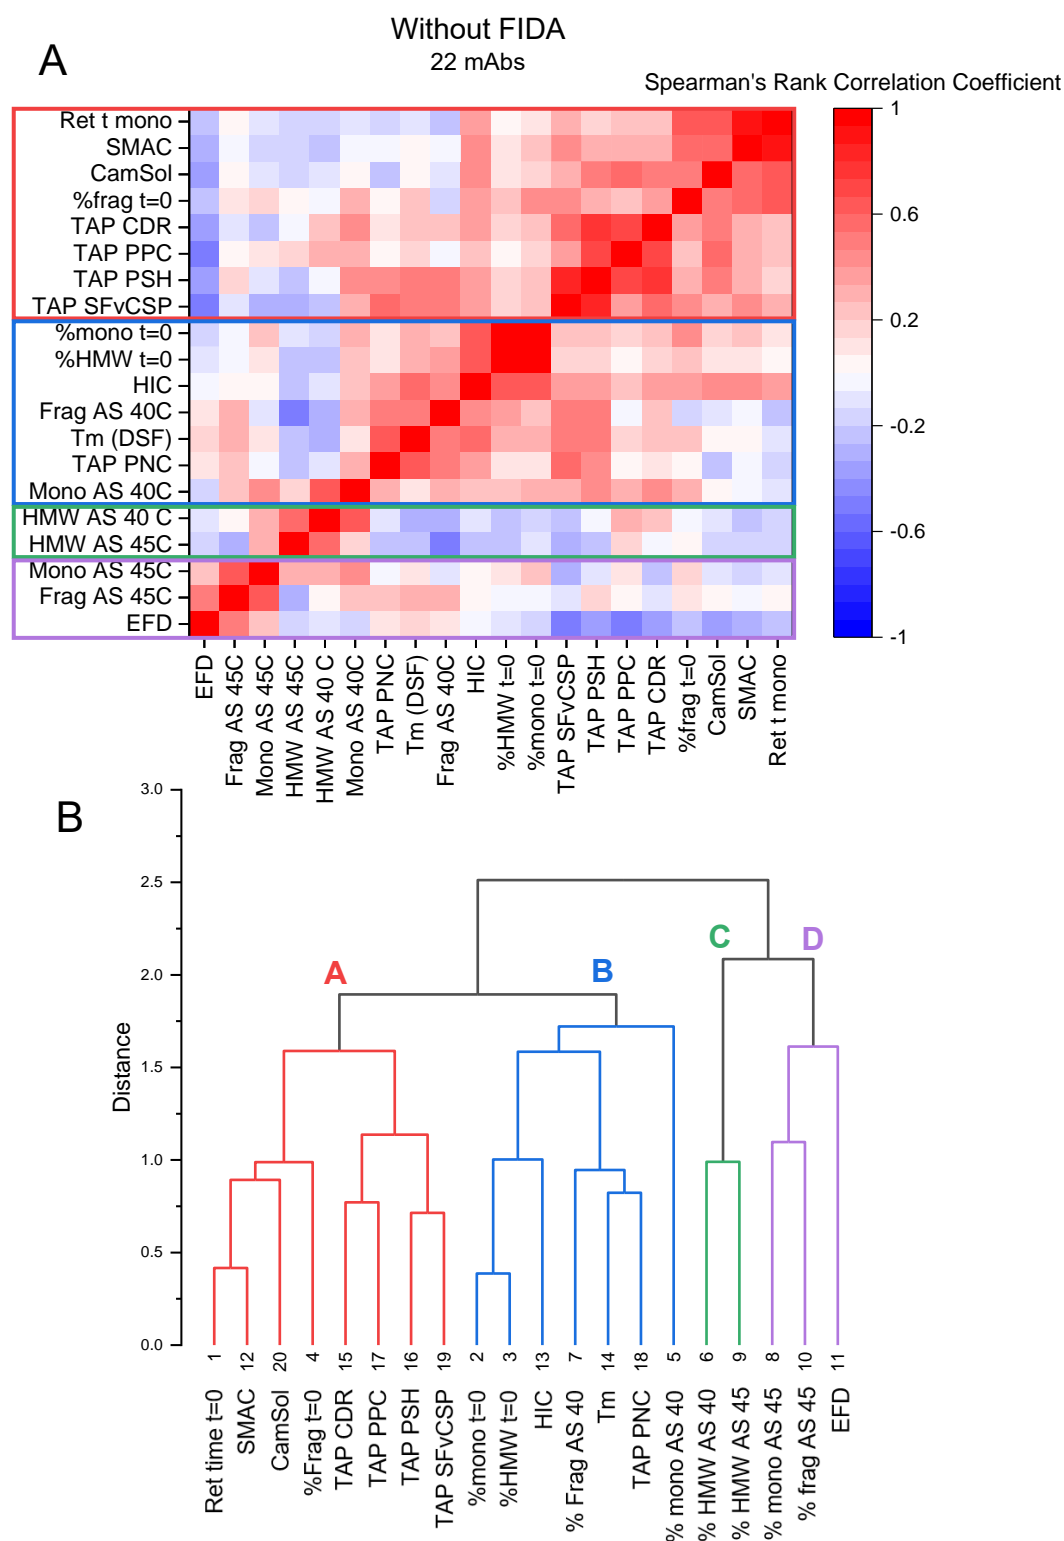 Without FIDA
A
22 mAbs
Spearman's Rank Correlation Coefficient
Ret t mono
SMAC
CamSol
%frag t=0
TAP CDR
TAP PPC
TAP PSH
TAP SFvCSP
%mono t=0
%HMW t=0
HIC
Frag AS 40C
Tm (DSF)
TAP PNC
Mono AS 40C
HMW AS 40 C
HMW AS 45C
Mono AS 45C
Frag AS 45C
EFD
1
0.6
0.2
-0.2
-0.6
-1
EFD
Frag AS 45C
Mono AS 45C
HMW AS 45C
HMW AS 40 C
Mono AS 40C
TAP PNC
Tm (DSF)
Frag AS 40C
HIC
%HMW t=0
%mono t=0
TAP SFvCSP
TAP PSH
TAP PPC
TAP CDR
%frag t=0
CamSol
SMAC
Ret t mono
B
3.0
2.5
2.0
1.5
1.0
0.5
0.0
Distance
A
B
C
D
1
12
20
4
15
17
16
19
2
3
13
7
14
18
5
6
9
8
10
11
Ret time t=0
SMAC
CamSol
%Frag t=0
TAP CDR
TAP PPC
TAP PSH
TAP SFvCSP
%mono t=0
%HMW t=0
HIC
% Frag AS 40
Tm
TAP PNC
% mono AS 40
% HMW AS 40
% HMW AS 45
% mono AS 45
% frag AS 45
EFD